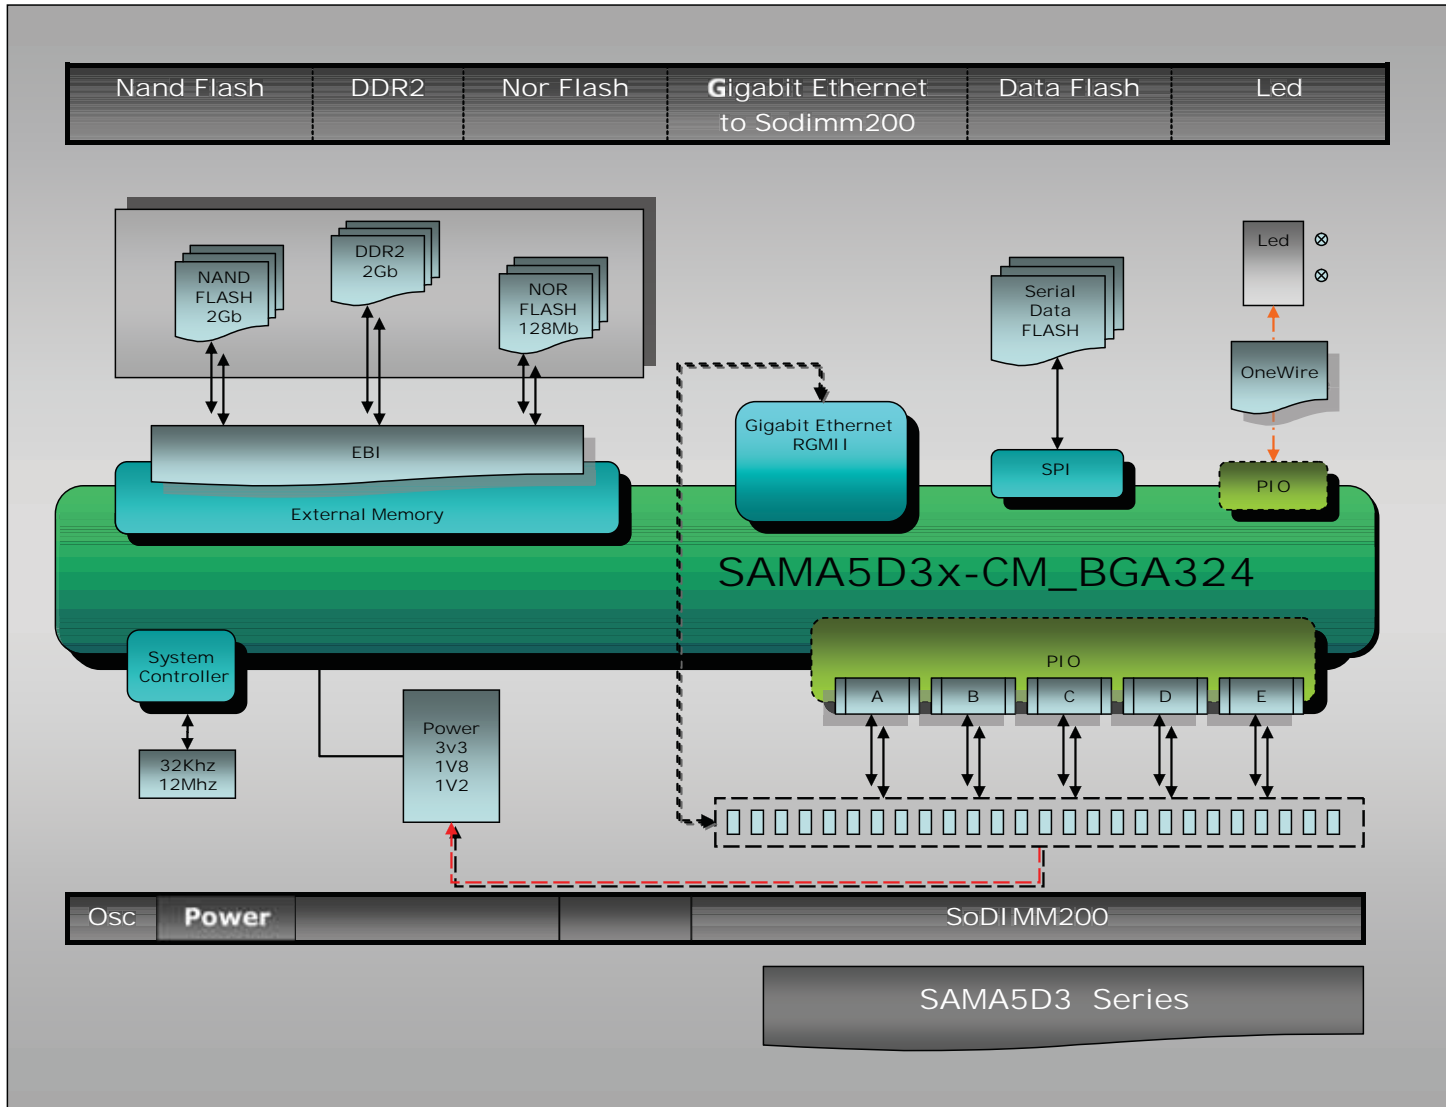 Nand Flash
DDR2
Nor Flash
Gigabit Ethernet
to Sodimm200
Data Flash
Led
NAND
FLASH
2Gb
DDR2
2Gb
NOR
FLASH
128Mb
Serial
Data
FLASH
Led
OneWire
EBI
Gigabit Ethernet
RGMII
SPI
PIO
External Memory
SAMA5D3x-CM_BGA324
System
Controller
PIO
A
B
C
D
E
Power
3v3
1V8
1V2
32Khz
12Mhz
Osc
Power
SoDIMM200
SAMA5D3 Series